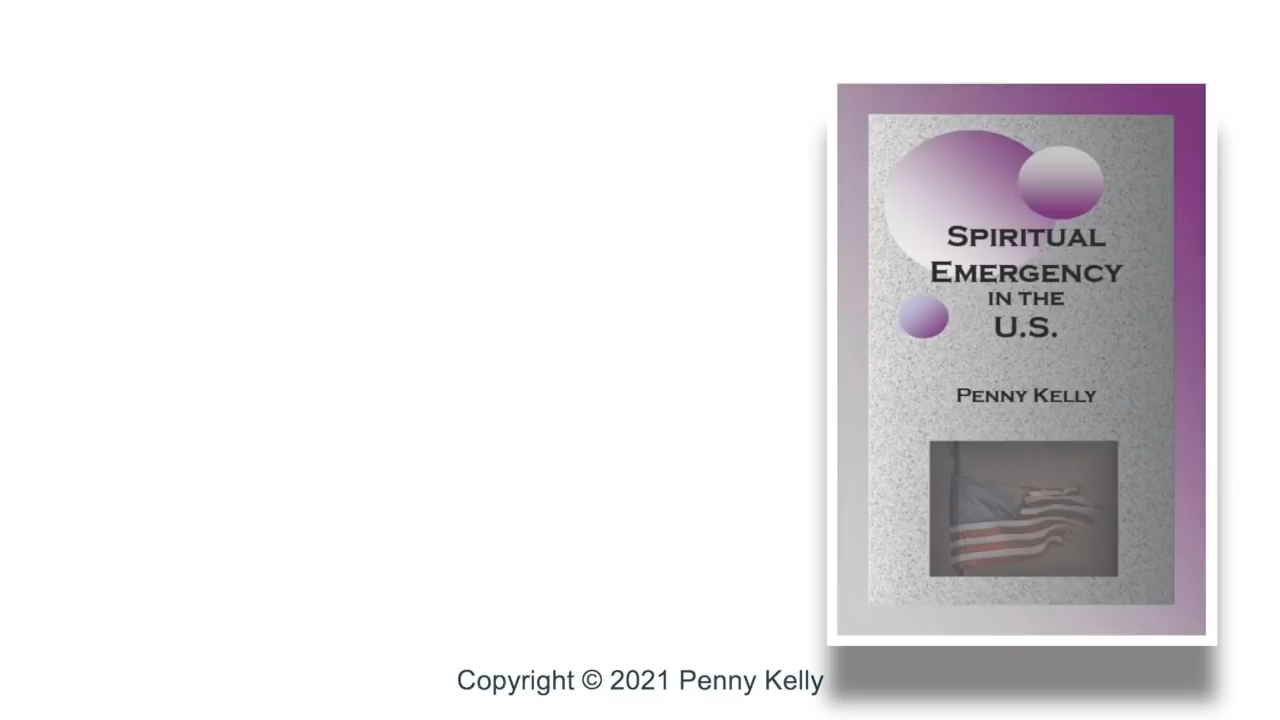 SPIRITUAL
EMERGENCY
IN THE
U.S.
PENNY KELLY
Copyright © 2021 Penny Kelly